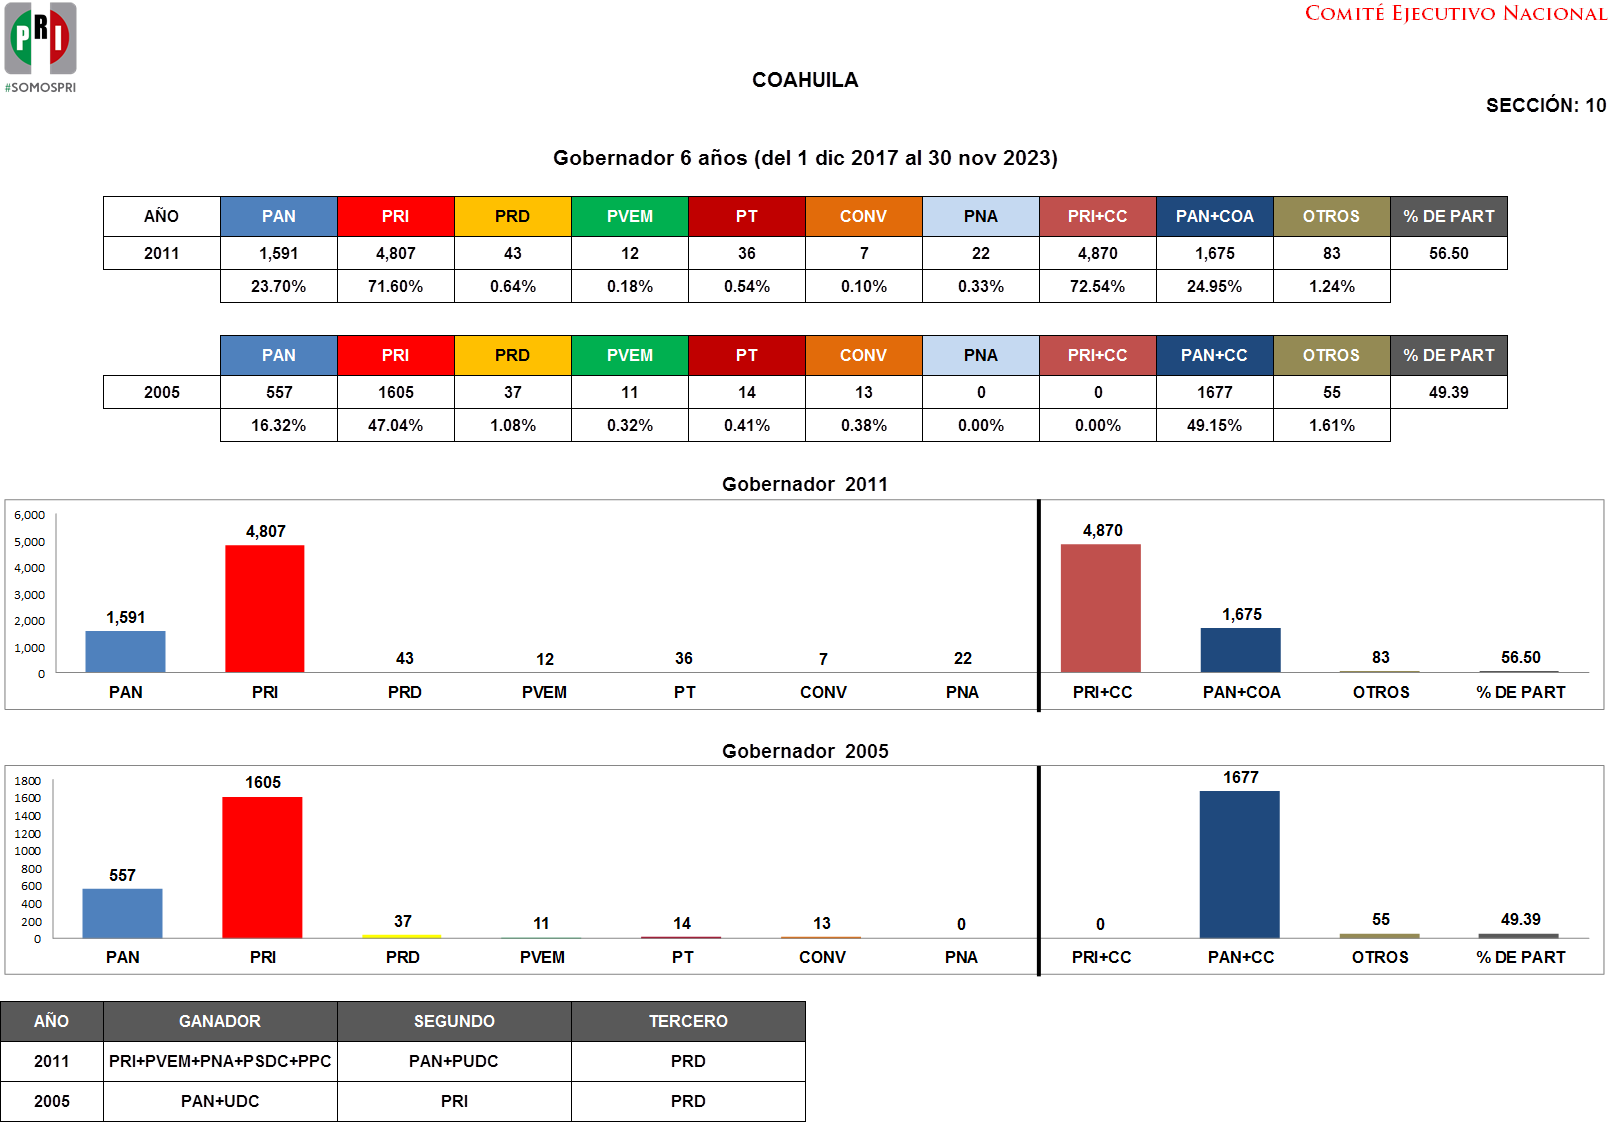 PRI
#SOMOSPRI
COMITÉ EJECUTIVO NACIONAL
COAHUILA
SECCIÓN: 10
Gobernador 6 años (del 1 dic 2017 al 30 nov 2023)
AÑO PAN PRI PRD PVEM PT CONV PNA PRI+CC PAN+COA OTROS % DE PART
2011 1,591 4,807 43 12 36 7 22 4,870 1,675 83 56.50
23.70% 71.60% 0.64% 0.18% 0.54% 0.10% 0.33% 72.54% 24.95% 1.24%
PAN PRI PRD PVEM PT CONV PNA PRI+CC PAN+CC OTROS % DE PART
2005 557 1605 37 11 14 13 0 0 1677 55 49.39
16.32% 47.04% 1.08% 0.32% 0.41% 0.38% 0.00% 0.00% 49.15% 1.61%
Gobernador 2011
6,000
5,000
4,000
3,000
2,000
1,000
0
1,591 4,807 43 12 36 7 22 4,870 1,675 83 56.50
PAN PRI PRD PVEM PT CONV PNA PRI+CC PAN+COA OTROS % DE PART
Gobernador 2005
1800
1600
1400
1200
1000
800
600
400
200
0
557 1605 37 11 14 13 0 0 1677 55 49.39
PAN PRI PRD PVEM PT CONV PNA PRI+CC PAN+CC OTROS % DE PART
AÑO GANADOR SEGUNDO TERCERO
2011 PRI+PVEM+PNA+PSDC+PPC PAN+PUDC PRD
2005 PAN+UDC PRI PRD